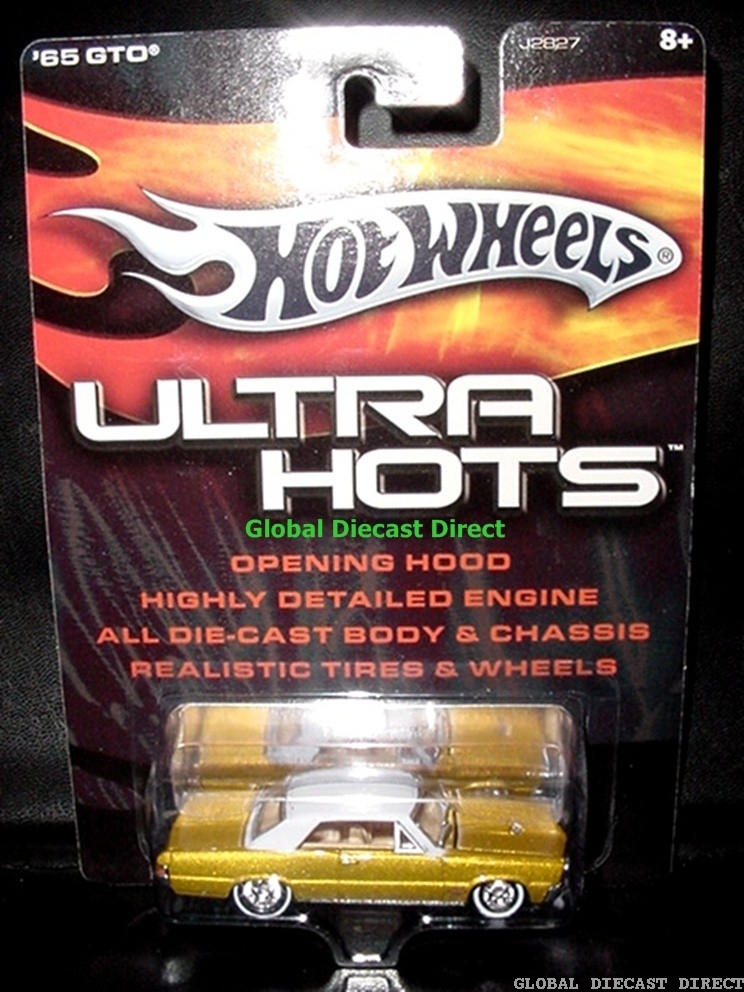 '65 GTO®
J2827
8+
HOT WHEELS®
ULTRA
HOTS™
Global Diecast Direct
OPENING HOOD
HIGHLY DETAILED ENGINE
ALL DIE-CAST BODY & CHASSIS
REALISTIC TIRES & WHEELS
GLOBAL DIECAST DIRECT